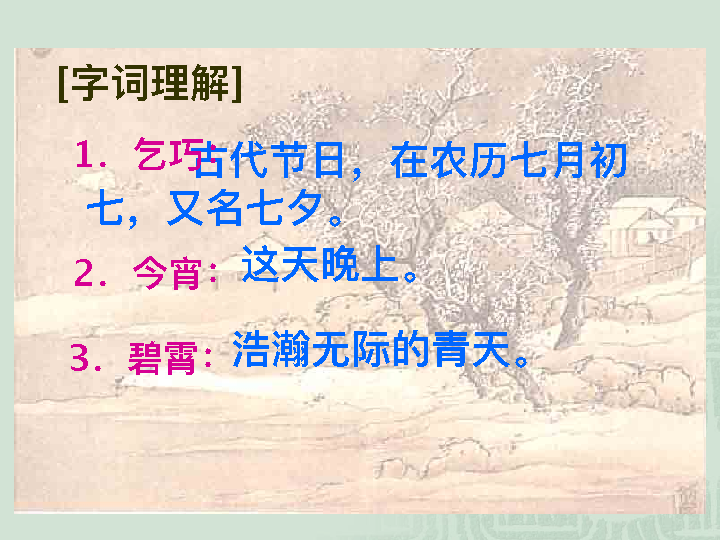 [字词理解]
1．乞巧：古代节日，在农历七月初
七，又名七夕。
2．今宵：这天晚上。
3．碧霄：浩瀚无际的青天。